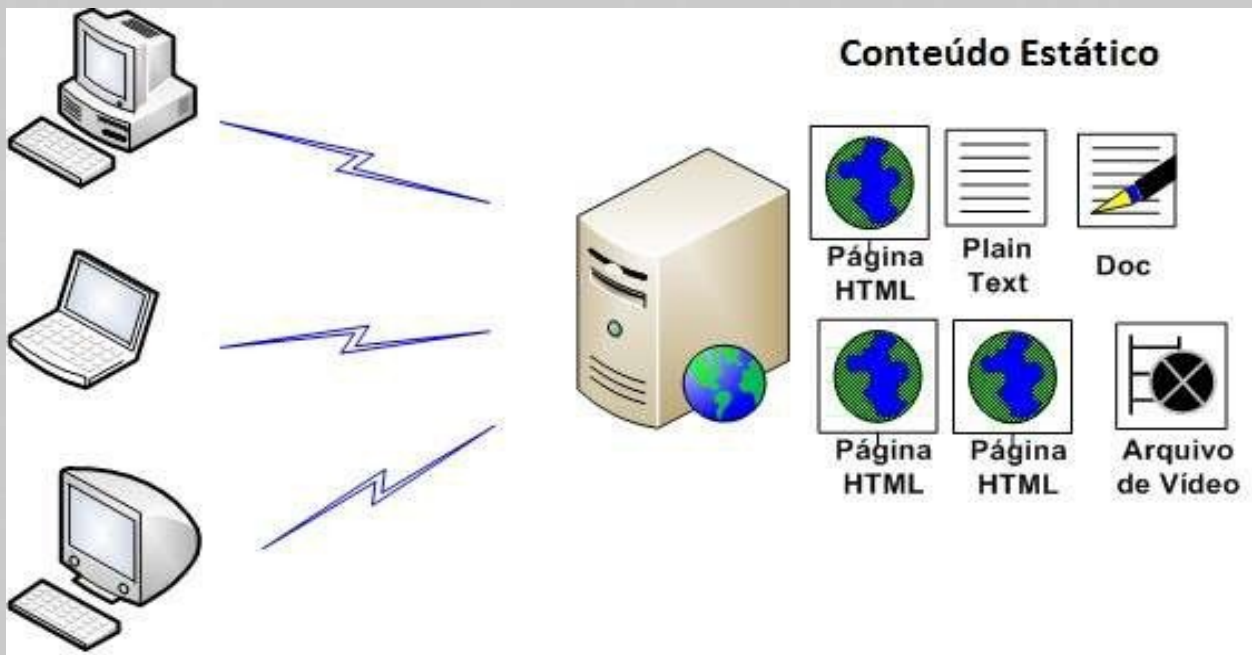 Conteúdo Estático
Página
HTML
Plain
Text
Doc
Página
HTML
Página
HTML
Arquivo
de Vídeo